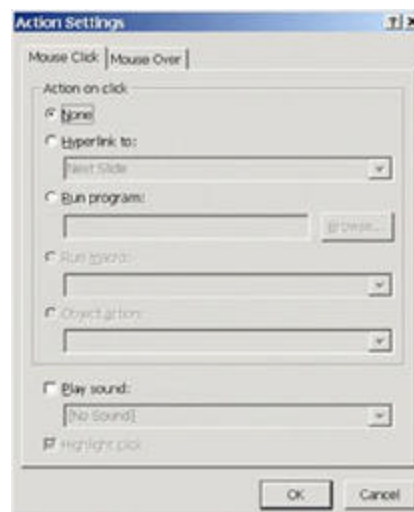 Action Settings
Mouse Click Mouse Over
Action on click
None
Hyperlink to:
Next Slide
Run program:
Browse...
Run macro:
Object action:
Play sound:
[No Sound]
Highlight click
OK Cancel